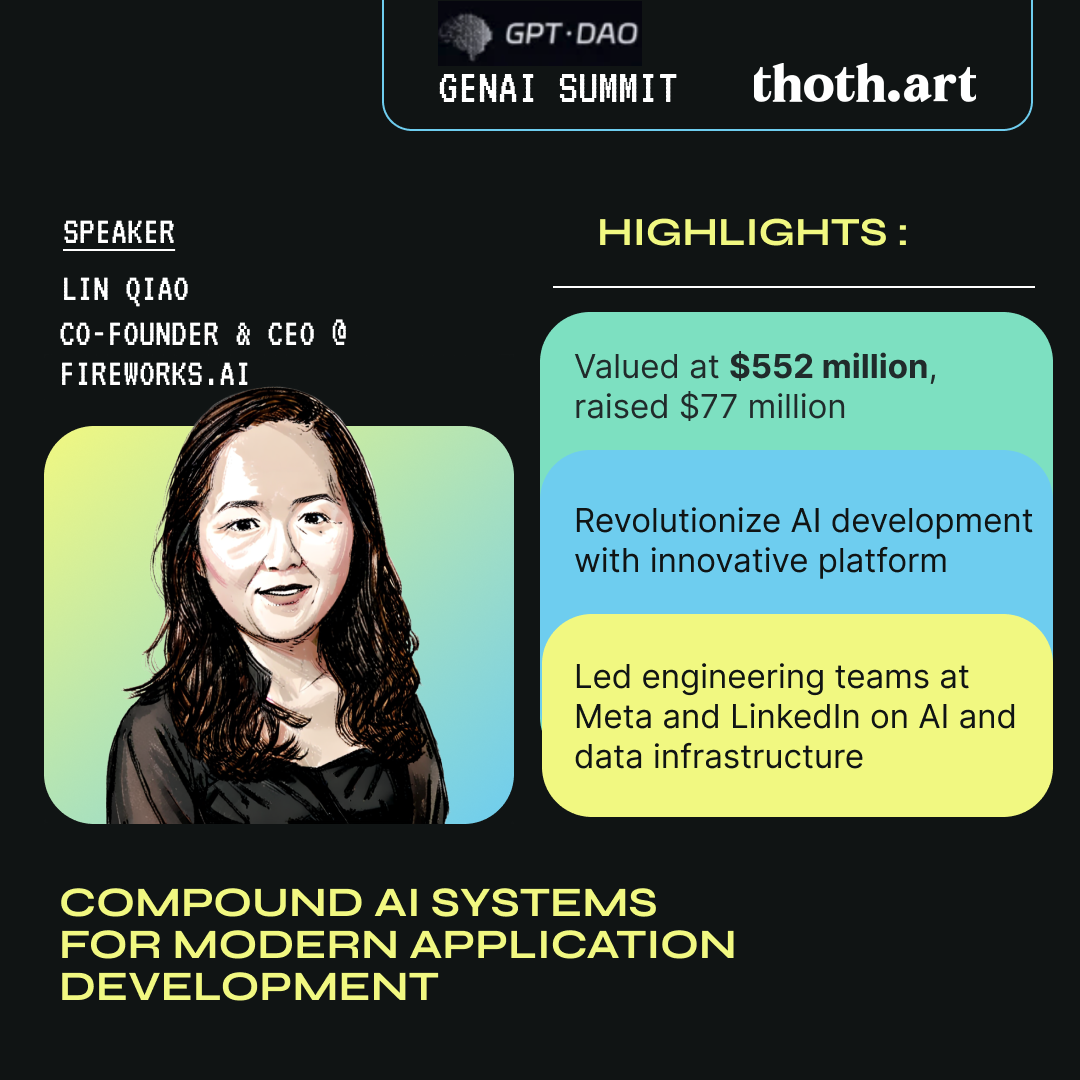 GPT·DAO
GENAI SUMMIT
thoth.art
SPEAKER
LIN QIAO
CO-FOUNDER & CEO @
FIREWORKS.AI
HIGHLIGHTS :
Valued at $552 million,
raised $77 million
Revolutionize AI development
with innovative platform
Led engineering teams at
Meta and LinkedIn on AI and
data infrastructure
COMPOUND AI SYSTEMS
FOR MODERN APPLICATION
DEVELOPMENT